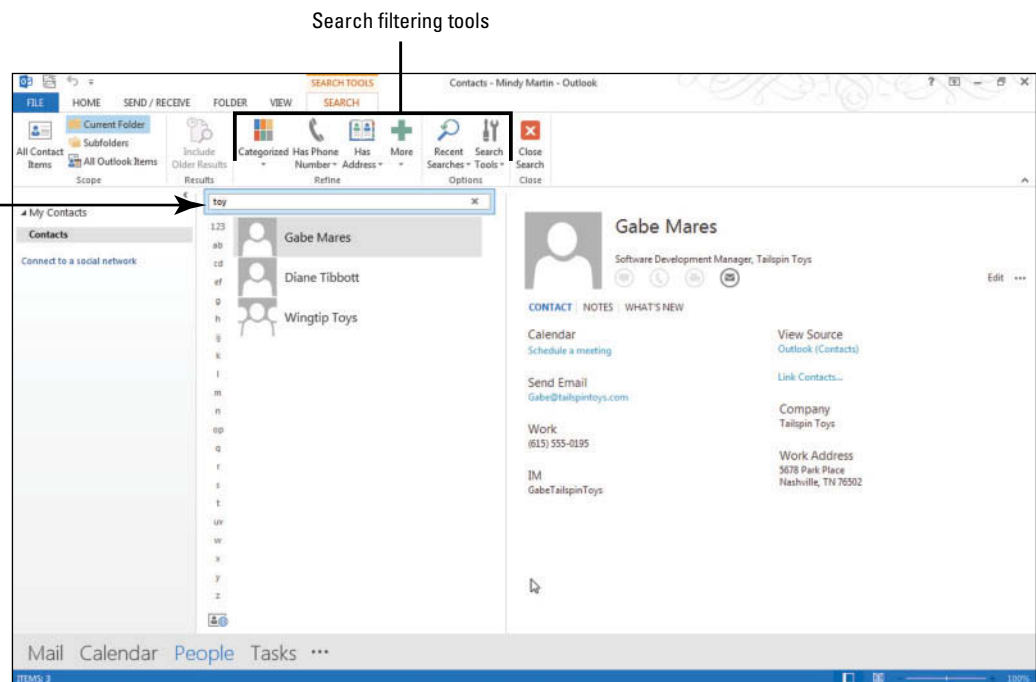 Search filtering tools
SEARCH TOOLS
Contacts - Mindy Martin - Outlook
FILE HOME SEND / RECEIVE FOLDER VIEW SEARCH
All Contact Items
Current Folder
Subfolders
All Outlook Items
Include Older Results
Categorized
Has Phone Number
Has Address
More
Recent Searches
Search Tools
Close Search
Scope Results Refine Options Close
My Contacts
Contacts
Connect to a social network
toy
123
ab
cd
ef
g
h
ij
k
l
m
n
op
q
r
s
t
uv
w
x
y
z
Gabe Mares
Diane Tibbott
Wingtip Toys
Gabe Mares
Software Development Manager, Tailspin Toys
Edit
CONTACT NOTES WHAT'S NEW
Calendar
Schedule a meeting
Send Email
Gabe@tailspintoys.com
Work
(615) 555-0195
IM
GabeTailspinToys
View Source
Outlook (Contacts)
Link Contacts...
Company
Tailspin Toys
Work Address
5678 Park Place
Nashville, TN 76502
Mail Calendar People Tasks ...
ITEMS: 3
100%